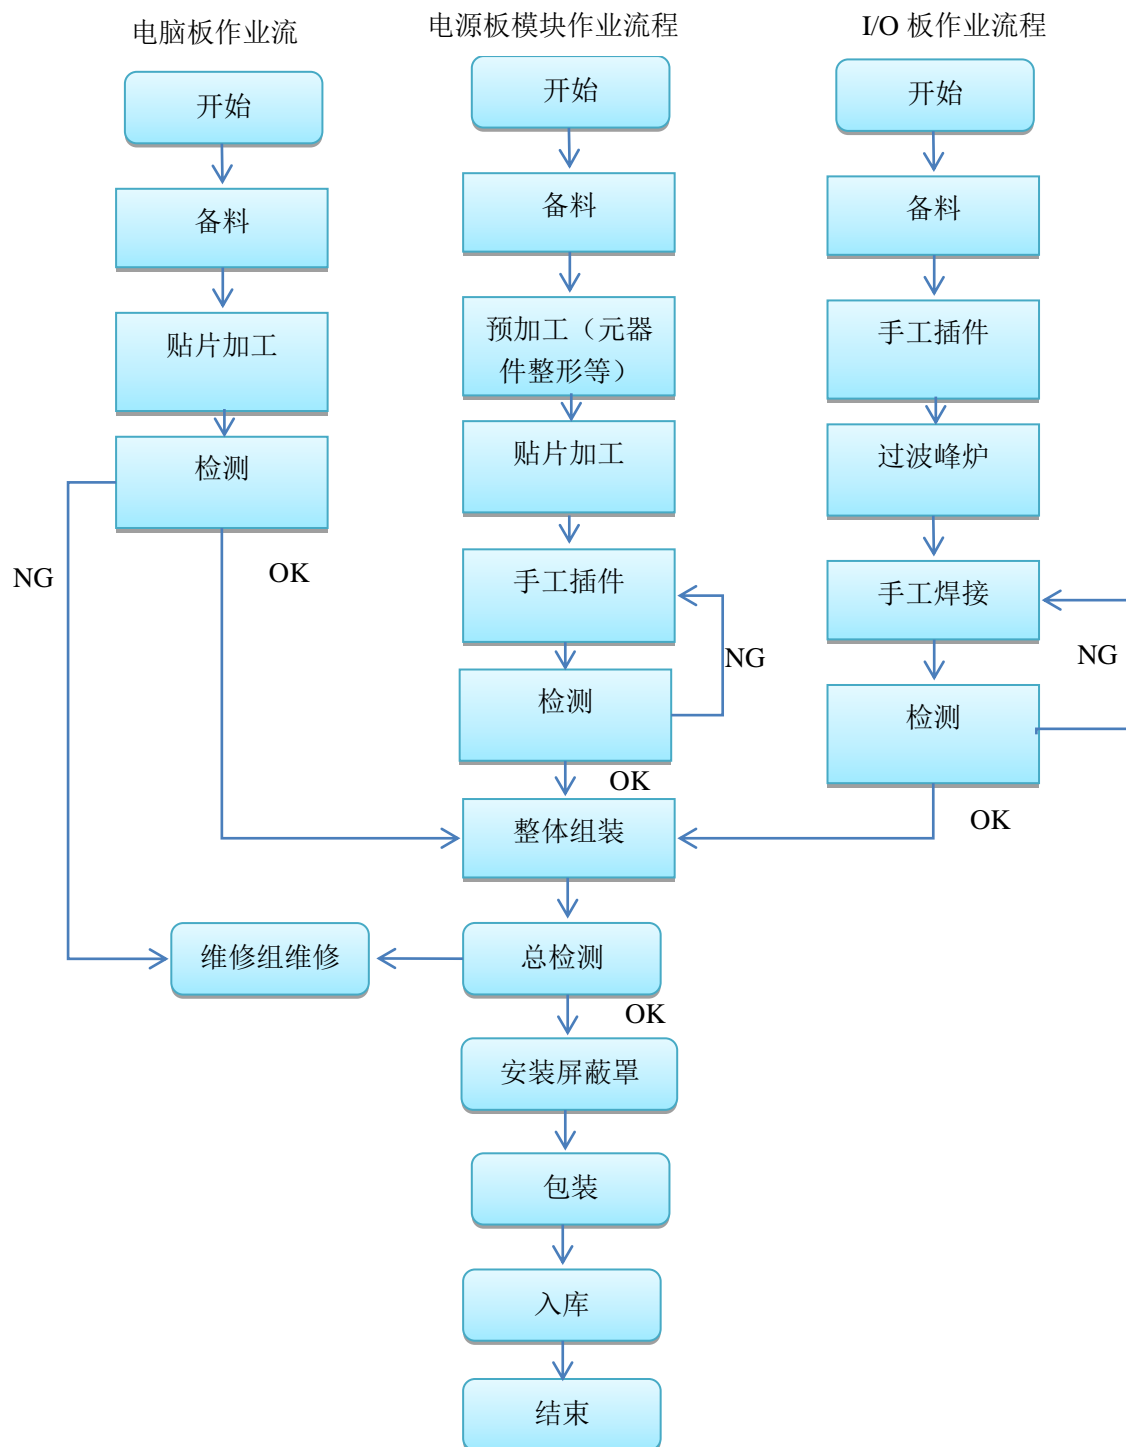 电脑板作业流
电源板模块作业流程
I/O 板作业流程
开始
开始
开始
备料
备料
备料
贴片加工
预加工（元器
件整形等）
手工插件
检测
贴片加工
过波峰炉
NG
OK
手工插件
手工焊接
NG
NG
检测
检测
OK
OK
整体组装
维修组维修
总检测
OK
安装屏蔽罩
包装
入库
结束